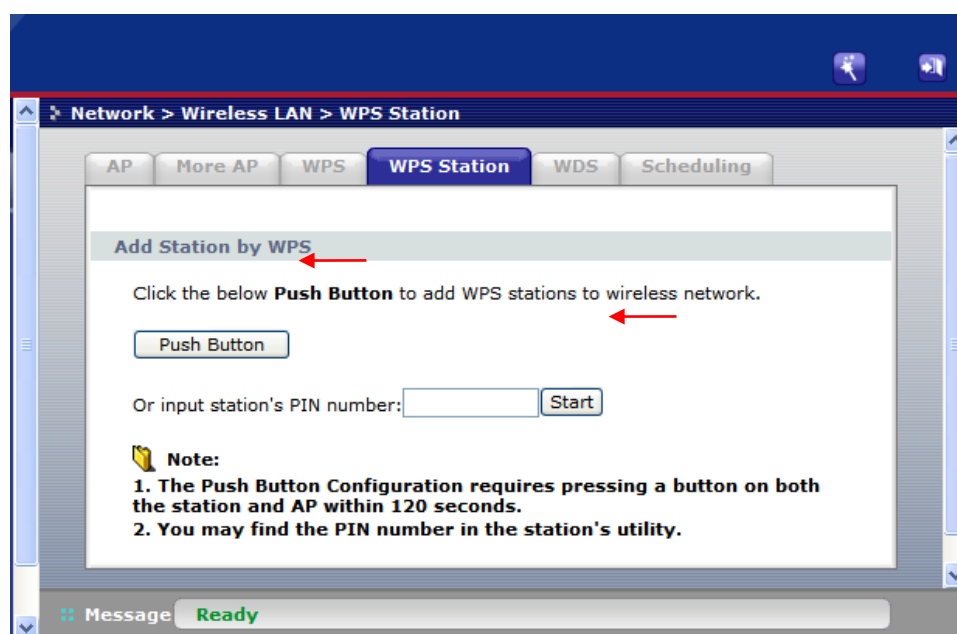 Network > Wireless LAN > WPS Station
AP More AP WPS WPS Station WDS Scheduling
Add Station by WPS
Click the below Push Button to add WPS stations to wireless network.
Push Button
Or input station's PIN number: Start
Note:
1. The Push Button Configuration requires pressing a button on both
the station and AP within 120 seconds.
2. You may find the PIN number in the station's utility.
Message Ready